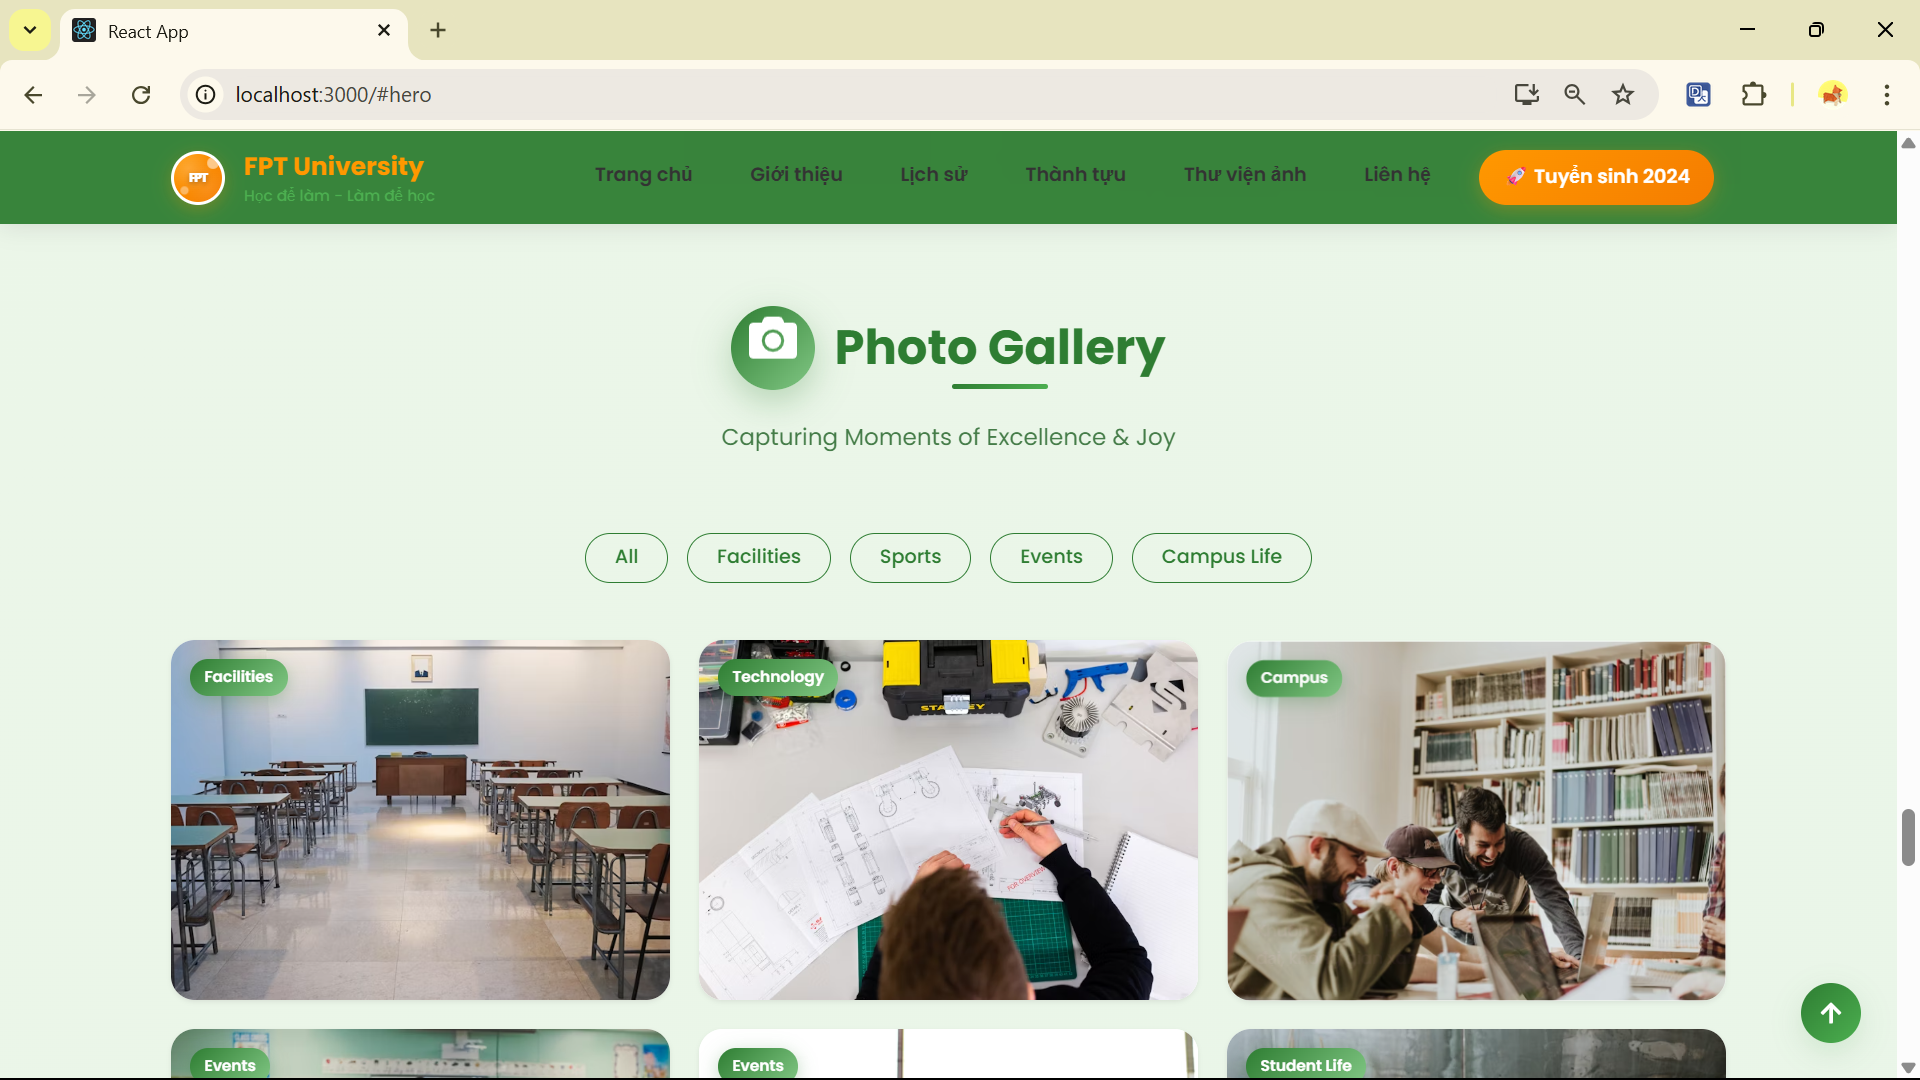 React App
localhost:3000/#hero
FPT
FPT University
Học để làm - Làm để học
Trang chủ
Giới thiệu
Lịch sử
Thành tựu
Thư viện ảnh
Liên hệ
🚀 Tuyển sinh 2024
Photo Gallery
Capturing Moments of Excellence & Joy
All
Facilities
Sports
Events
Campus Life
Facilities
Technology
Campus
FOR OVERVIEW
Events
Events
Student Life